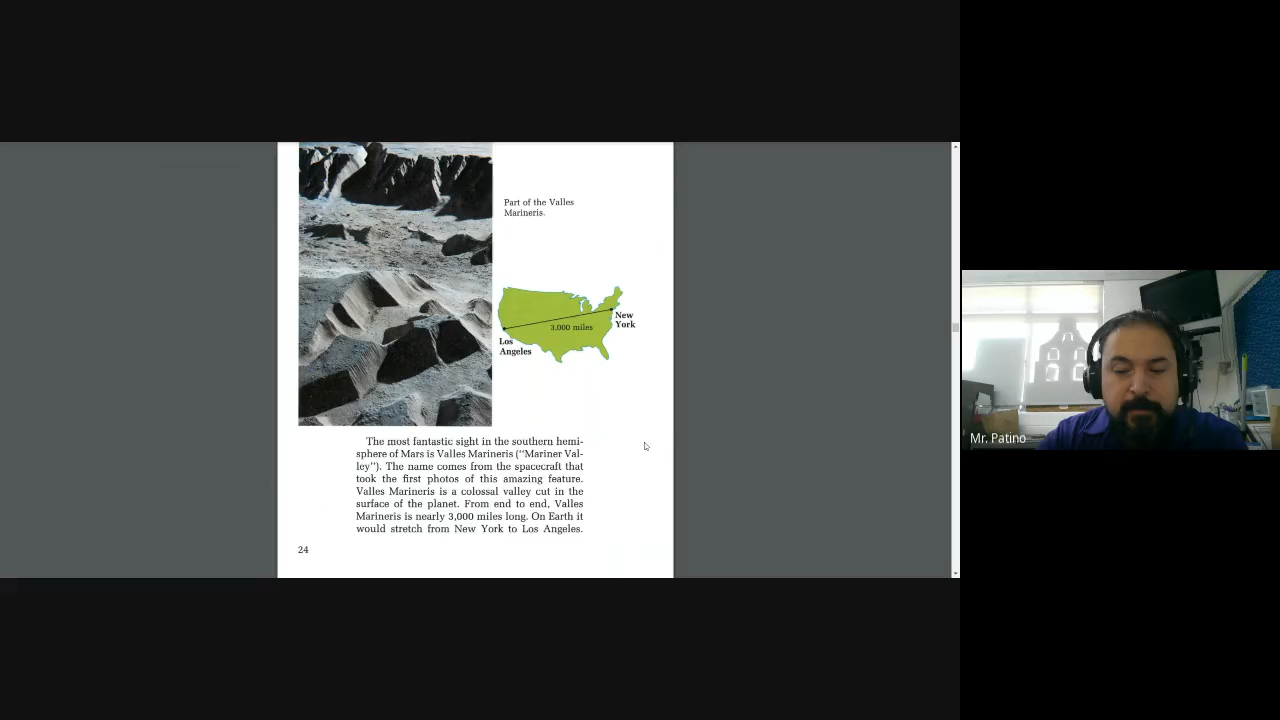 Part of the Valles
Marineris.
New
York
3,000 miles
Los
Angeles
The most fantastic sight in the southern hemi-
sphere of Mars is Valles Marineris (‘‘Mariner Val-
ley’’). The name comes from the spacecraft that
took the first photos of this amazing feature.
Valles Marineris is a colossal valley cut in the
surface of the planet. From end to end, Valles
Marineris is nearly 3,000 miles long. On Earth it
would stretch from New York to Los Angeles.
24
Mr. Patino